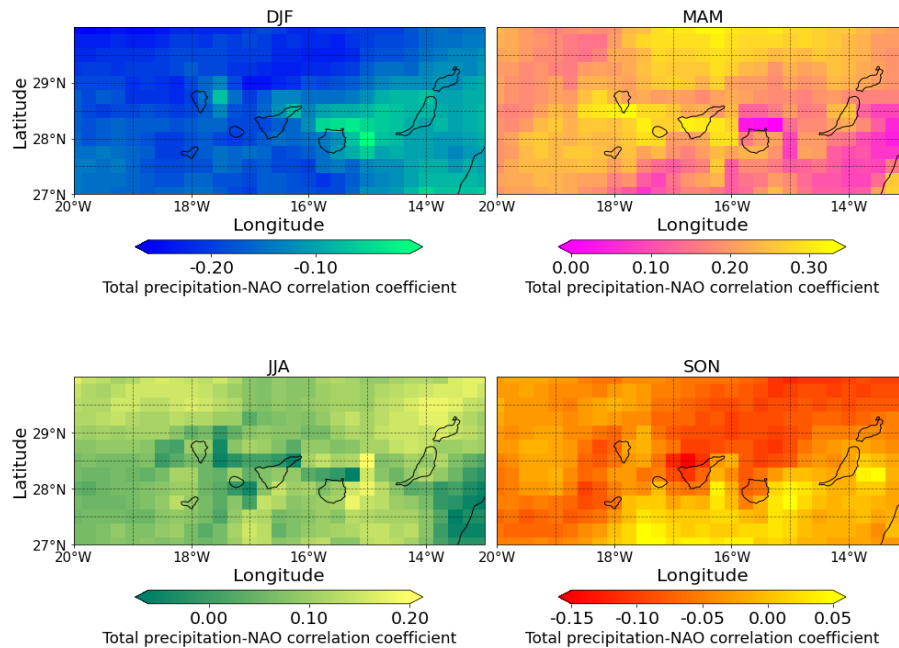 DJF
29°N
28°N
27°N
Latitude
20°W
18°W
16°W
14°W
Longitude
-0.20
-0.10
Total precipitation-NAO correlation coefficient
MAM
20°W
18°W
16°W
14°W
Longitude
0.00
0.10
0.20
0.30
Total precipitation-NAO correlation coefficient
JJA
29°N
28°N
27°N
Latitude
20°W
18°W
16°W
14°W
Longitude
0.00
0.10
0.20
Total precipitation-NAO correlation coefficient
SON
20°W
18°W
16°W
14°W
Longitude
-0.15
-0.10
-0.05
0.00
0.05
Total precipitation-NAO correlation coefficient